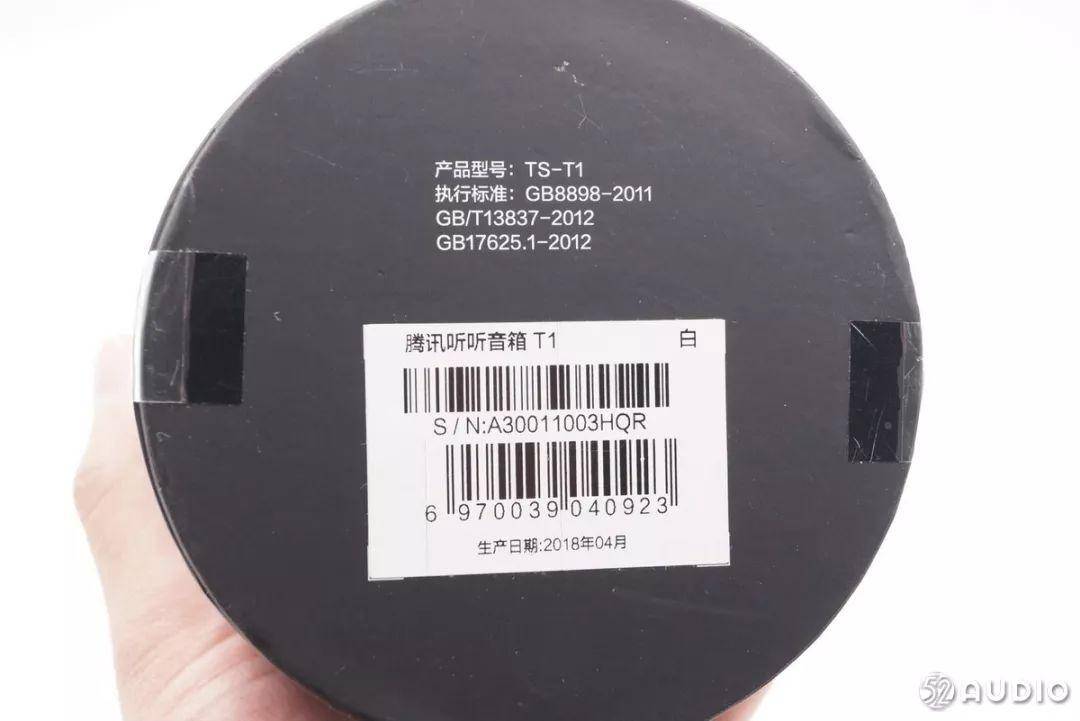 产品型号：TS-T1
执行标准：GB8898-2011
GB/T13837-2012
GB17625.1-2012
腾讯听听音箱 T1 白
S / N:A30011003HQR
6 970039 040923
生产日期:2018年04月
52 AUDIO